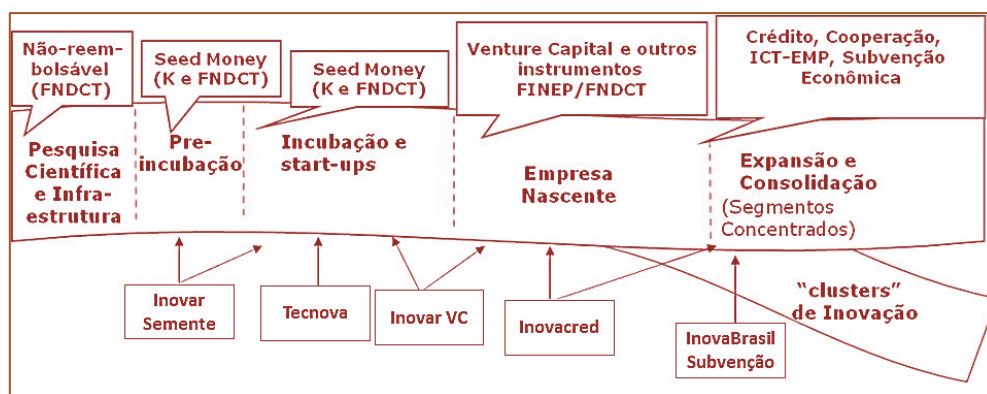 Não-reem-
bolsável
(FNDCT)
Seed Money
(K e FNDCT)
Seed Money
(K e FNDCT)
Venture Capital e outros
instrumentos
FINEP/FNDCT
Crédito, Cooperação,
ICT-EMP, Subvenção
Econômica
Pesquisa
Científica
e Infra-
estrutura
Pre-
incubação
Incubação e
start-ups
Empresa
Nascente
Expansão e
Consolidação
(Segmentos
Concentrados)
Inovar
Semente
Tecnova
Inovar VC
Inovacred
InovaBrasil
Subvenção
“clusters”
de Inovação